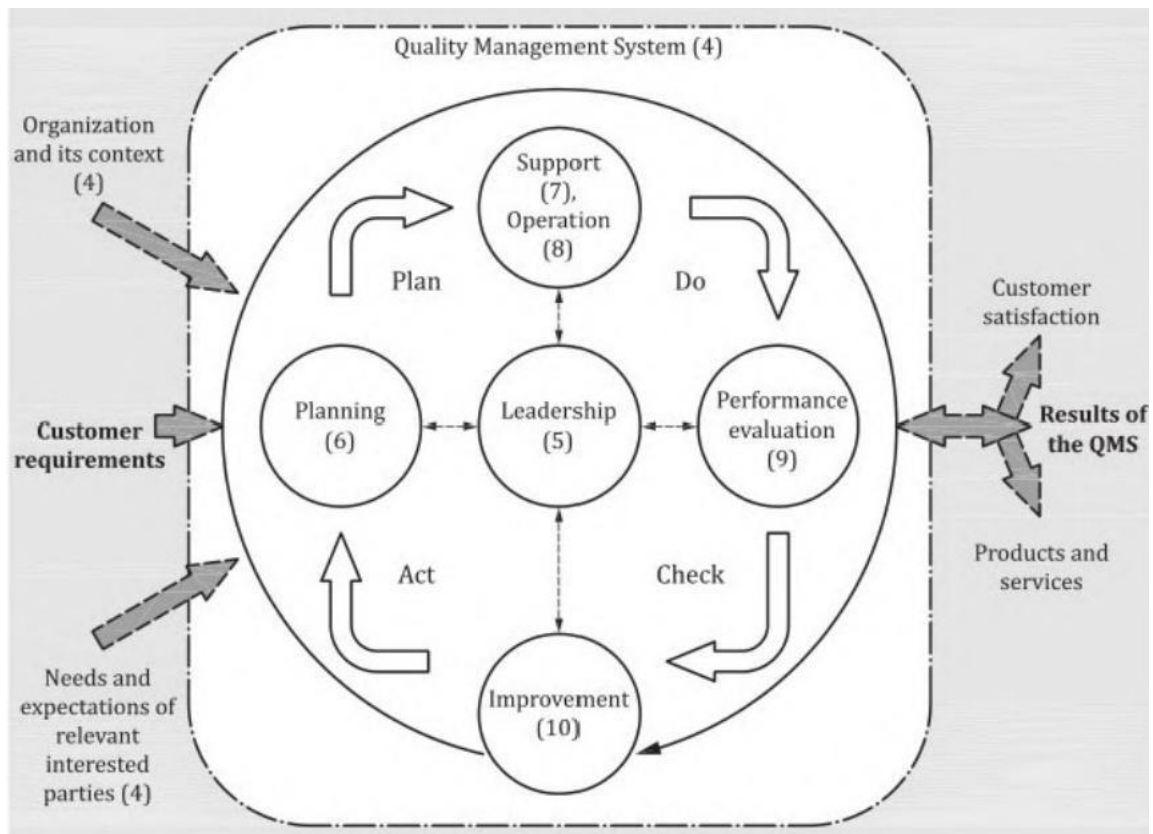 Quality Management System (4)
Organization
and its context
(4)
Support
(7),
Operation
(8)
Plan
Do
Customer
satisfaction
Planning
(6)
Leadership
(5)
Performance
evaluation
(9)
Customer
requirements
Results of
the QMS
Act
Check
Products and
services
Improvement
(10)
Needs and
expectations of
relevant
interested
parties (4)